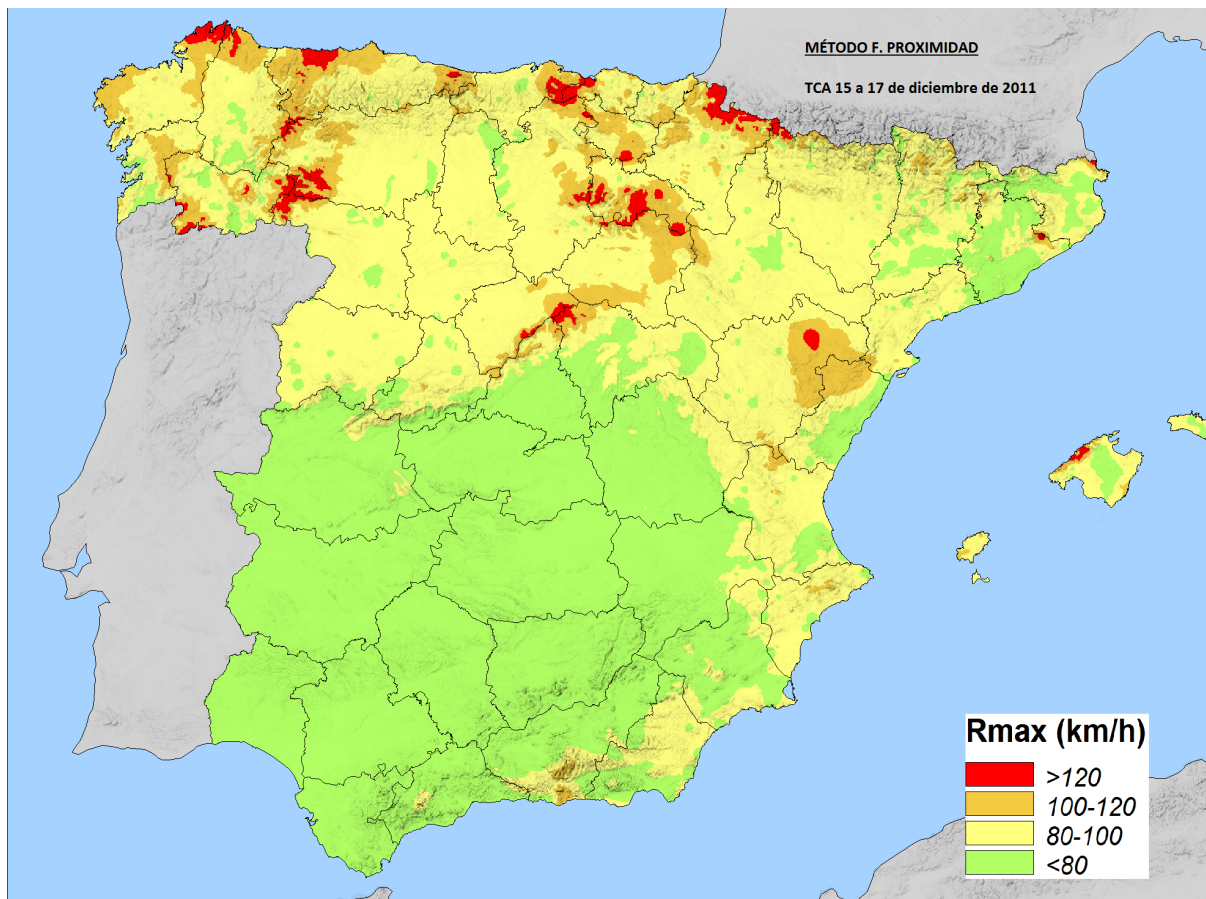 MÉTODO F. PROXIMIDAD
TCA 15 a 17 de diciembre de 2011
Rmax (km/h)
>120
100-120
80-100
<80